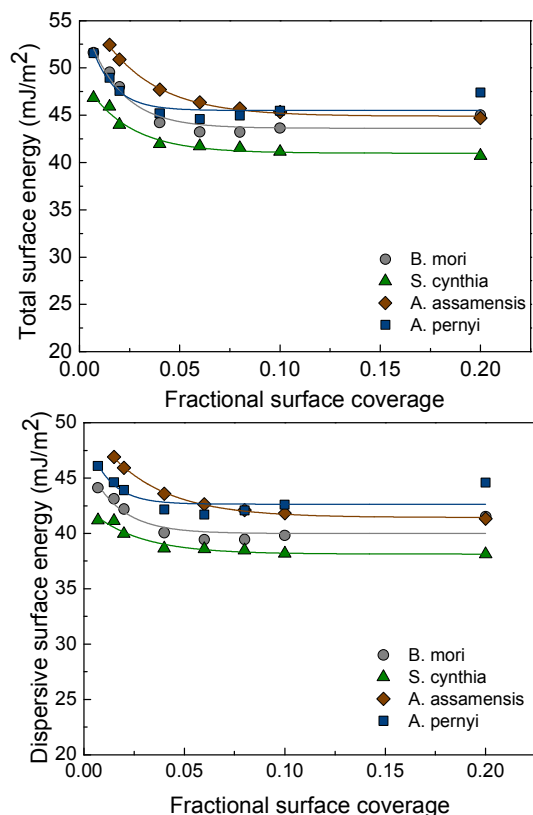 Total surface energy (mJ/m²)
55
50
45
40
35
30
25
20
B. mori
S. cynthia
A. assamensis
A. pernyi
0.00 0.05 0.10 0.15 0.20
Fractional surface coverage
Dispersive surface energy (mJ/m²)
50
45
40
35
30
25
20
B. mori
S. cynthia
A. assamensis
A. pernyi
0.00 0.05 0.10 0.15 0.20
Fractional surface coverage